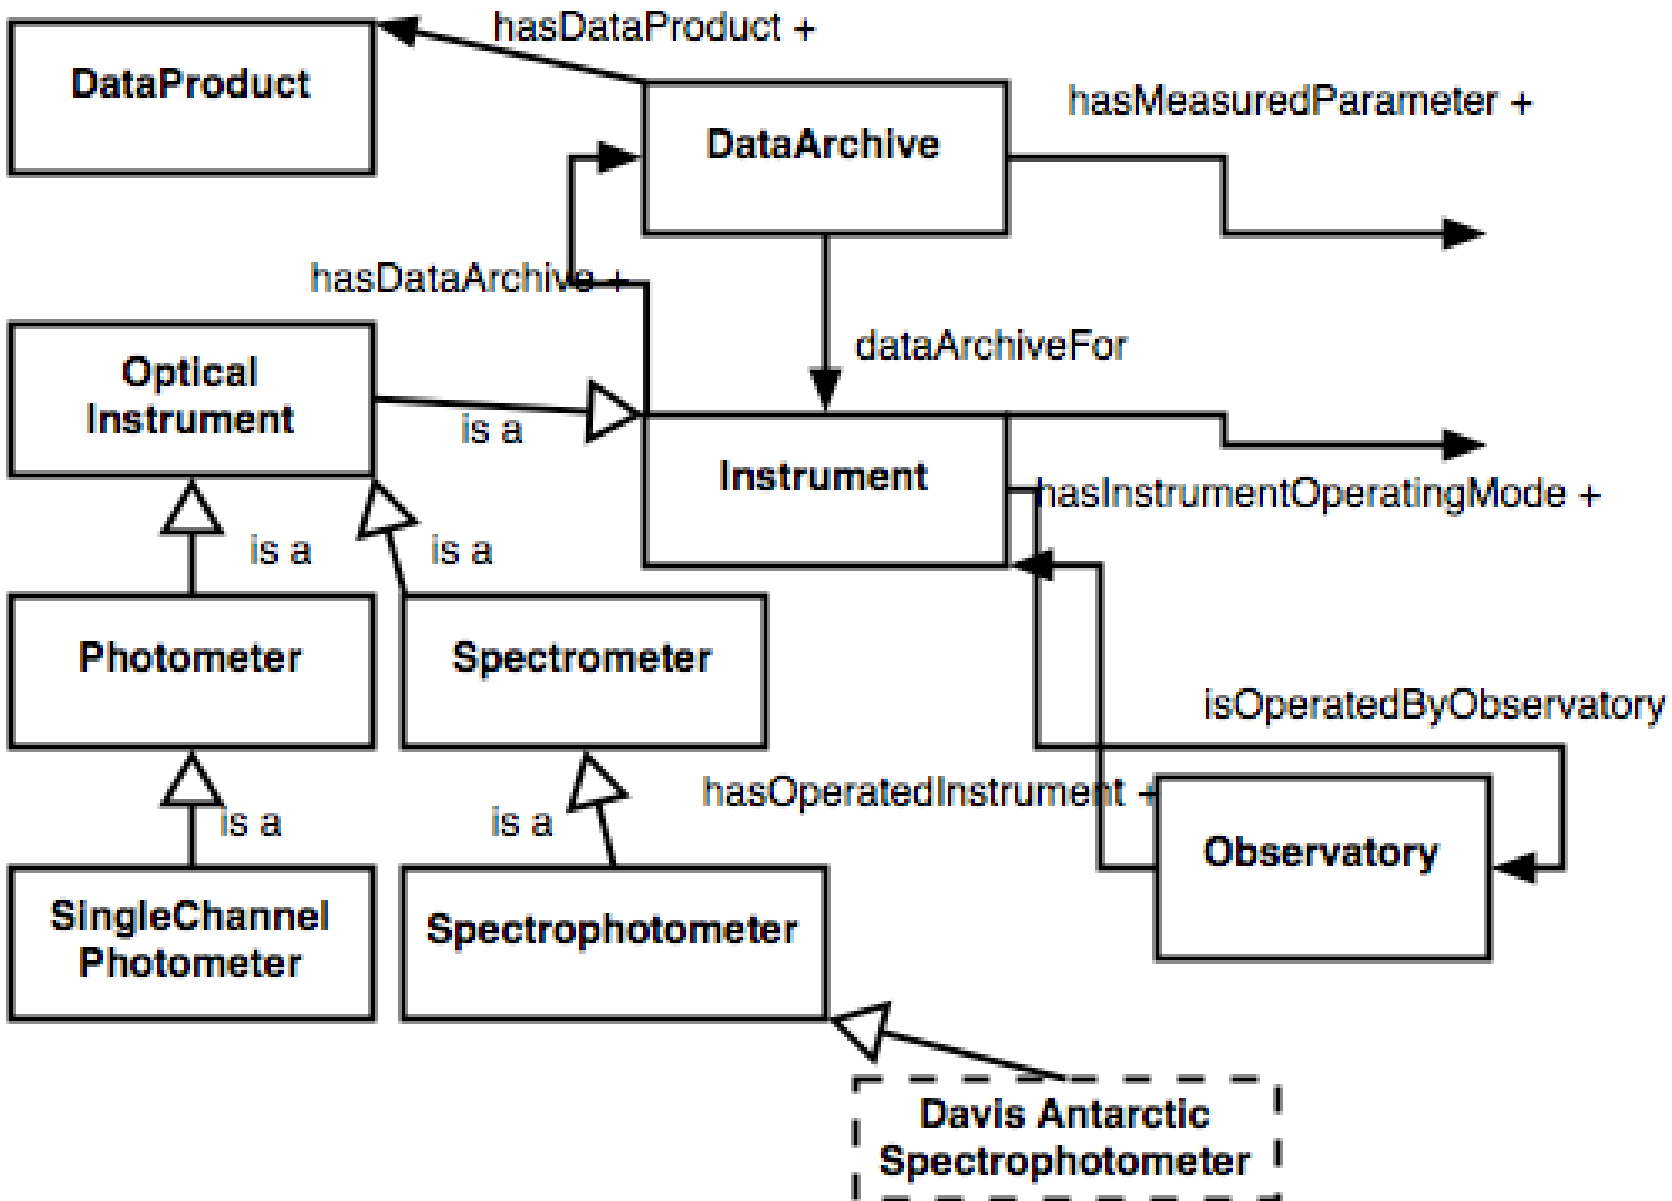 hasDataProduct +
DataProduct
hasMeasuredParameter +
DataArchive
hasDataArchive +
dataArchiveFor
Optical
Instrument
is a
Instrument
hasInstrumentOperatingMode +
is a
is a
Photometer
Spectrometer
isOperatedByObservatory
hasOperatedInstrument +
is a
is a
Observatory
SingleChannel
Photometer
Spectrophotometer
Davis Antarctic
Spectrophotometer